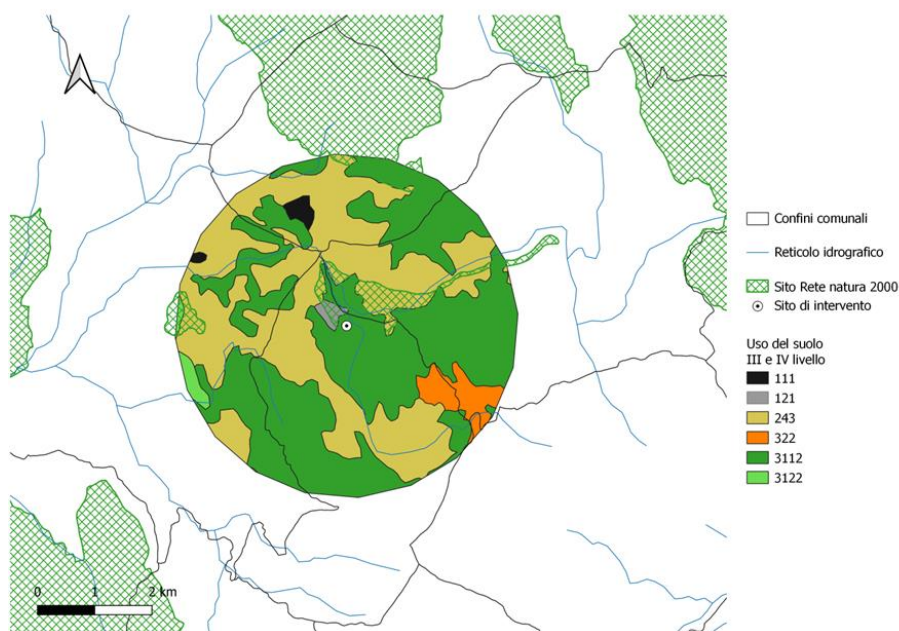 Confini comunali
Reticolo idrografico
Sito Rete natura 2000
Sito di intervento
Uso del suolo
III e IV livello
111
121
243
322
3112
3122
0 1 2 km